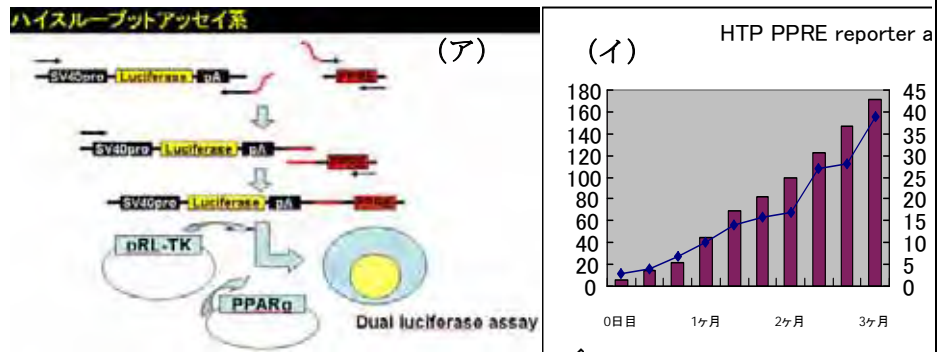 ハイスループットアッセイ系
(ア)
SV40pro Luciferase pA PPRE
SV40pro Luciferase pA
PPRE
SV40pro Luciferase pA PPRE
pRL-TK
PPARg
Dual luciferase assay
(イ)
HTP PPRE reporter a
180 45
160 40
140 35
120 30
100 25
80 20
60 15
40 10
20 5
0 0
0日目 1ヶ月 2ヶ月 3ヶ月